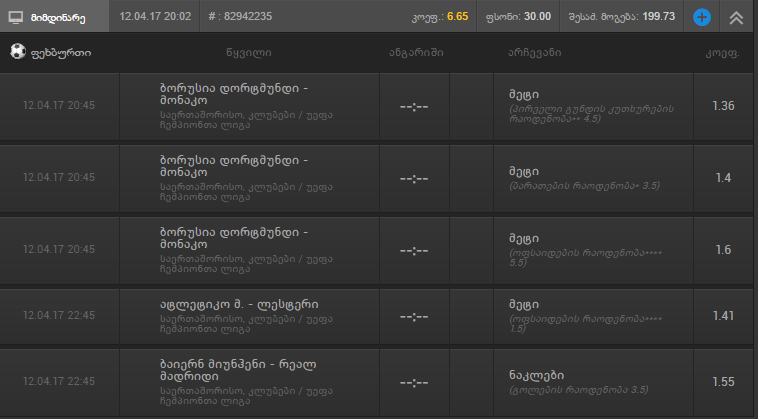 მიმდინარე 12.04.17 20:02 # : 82942235 კოეფ.: 6.65 ფსონი: 30.00 შესაძ. მოგება: 199.73
ფეხბურთი წყვილი ანგარიში არჩევანი კოეფ.
12.04.17 20:45 ბორუსია დორტმუნდი - მონაკო --:-- მეტი 1.36
საერთაშორისო, კლუბები / უეფა ჩემპიონთა ლიგა (პირველი გუნდის კუთხურების რაოდენობა** 4.5)
12.04.17 20:45 ბორუსია დორტმუნდი - მონაკო --:-- მეტი 1.4
საერთაშორისო, კლუბები / უეფა ჩემპიონთა ლიგა (ბარათების რაოდენობა* 3.5)
12.04.17 20:45 ბორუსია დორტმუნდი - მონაკო --:-- მეტი 1.6
საერთაშორისო, კლუბები / უეფა ჩემპიონთა ლიგა (ოფსაიდების რაოდენობა**** 5.5)
12.04.17 22:45 ატლეტიკო მ. - ლესტერი --:-- მეტი 1.41
საერთაშორისო, კლუბები / უეფა ჩემპიონთა ლიგა (ოფსაიდების რაოდენობა**** 1.5)
12.04.17 22:45 ბაიერნ მიუნჰენი - რეალ მადრიდი --:-- ნაკლები 1.55
საერთაშორისო, კლუბები / უეფა ჩემპიონთა ლიგა (გოლების რაოდენობა 3.5)